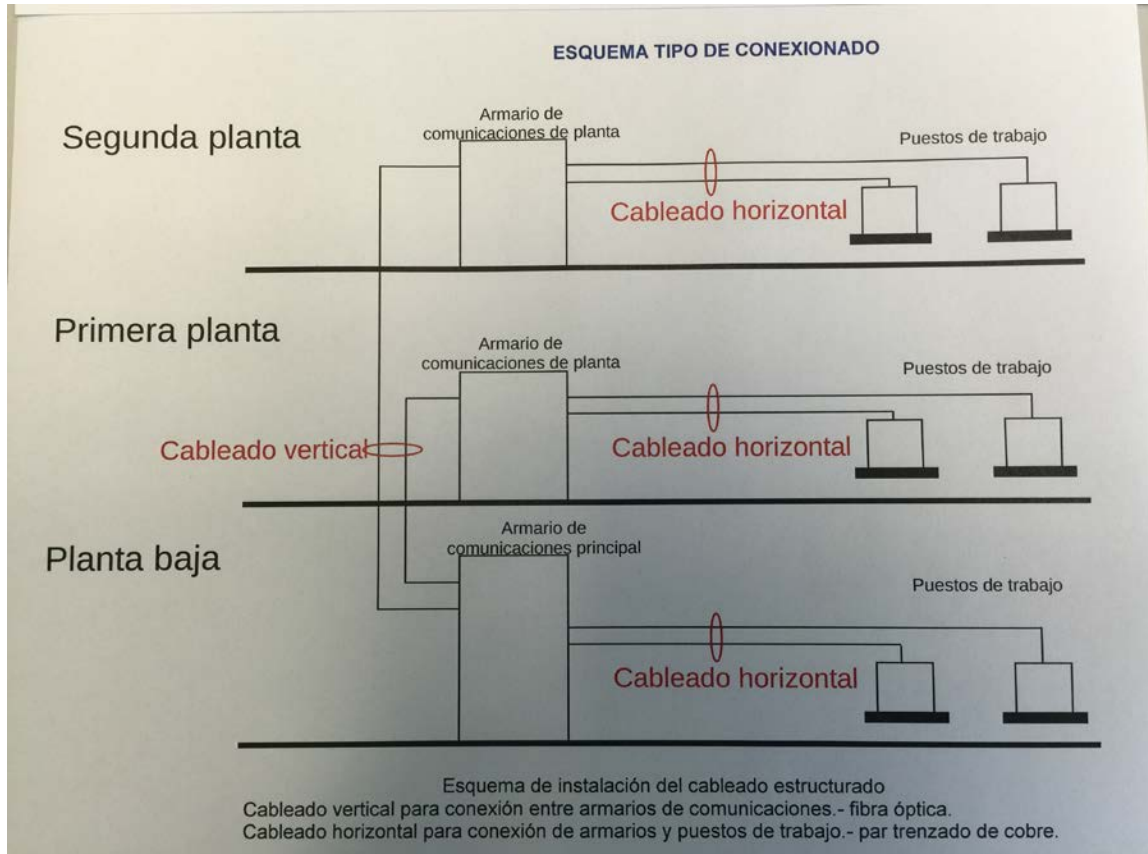 ESQUEMA TIPO DE CONEXIONADO
Segunda planta
Armario de
comunicaciones de planta
Puestos de trabajo
Cableado horizontal
Primera planta
Armario de
comunicaciones de planta
Puestos de trabajo
Cableado vertical
Cableado horizontal
Planta baja
Armario de
comunicaciones principal
Puestos de trabajo
Cableado horizontal
Esquema de instalación del cableado estructurado
Cableado vertical para conexión entre armarios de comunicaciones.- fibra óptica.
Cableado horizontal para conexión de armarios y puestos de trabajo.- par trenzado de cobre.